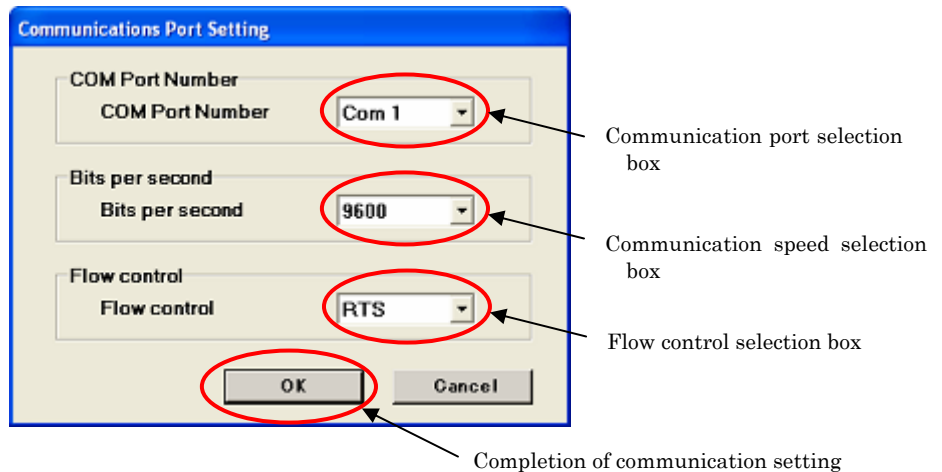 Communications Port Setting
COM Port Number
COM Port Number
Com 1
Communication port selection
box
Bits per second
Bits per second
9600
Communication speed selection
box
Flow control
Flow control
RTS
Flow control selection box
OK
Cancel
Completion of communication setting